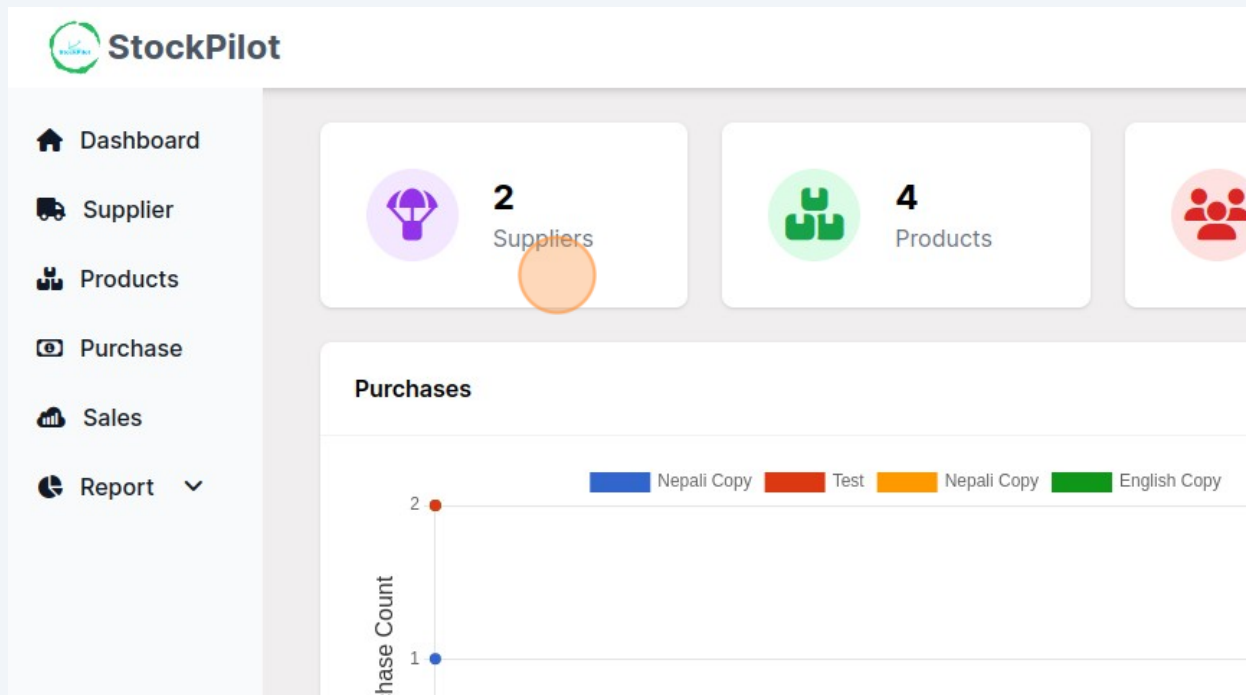 StockPilot
Dashboard
Supplier
Products
Purchase
Sales
Report
2
Suppliers
4
Products
Purchases
Nepali Copy Test Nepali Copy English Copy
2
1
hase Count